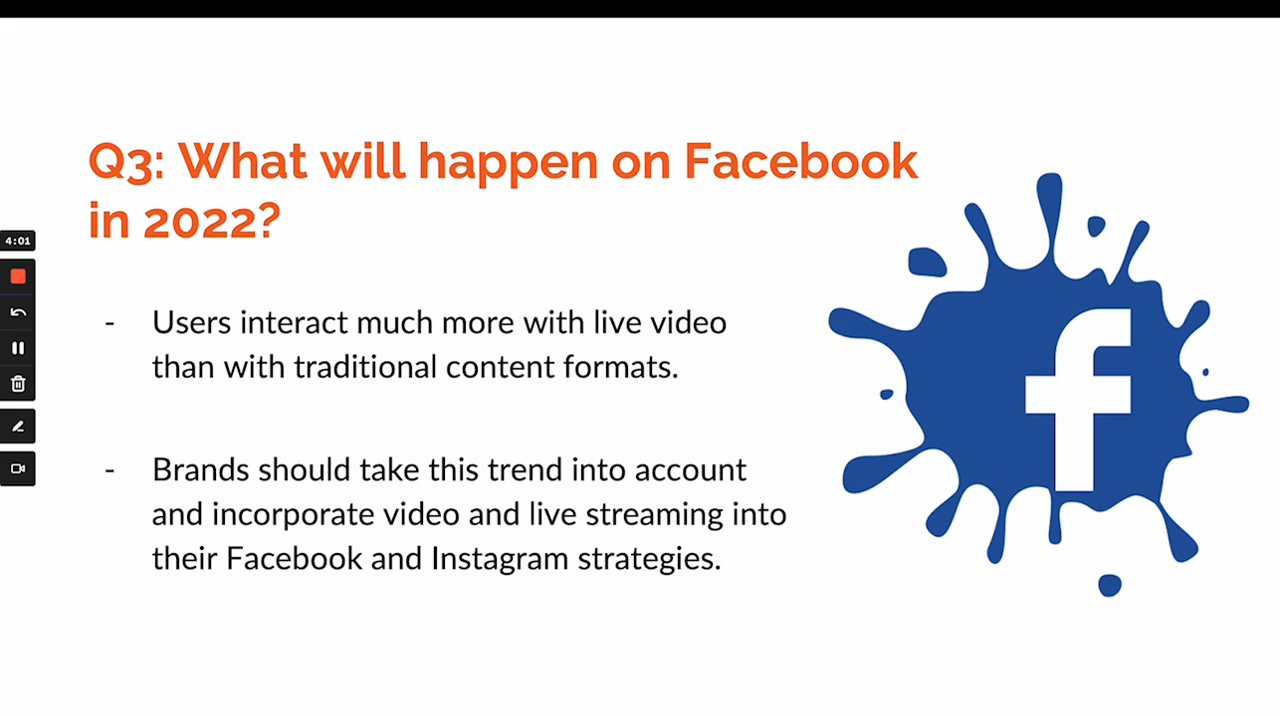 Q3: What will happen on Facebook
in 2022?
4:01
- Users interact much more with live video
than with traditional content formats.
- Brands should take this trend into account
and incorporate video and live streaming into
their Facebook and Instagram strategies.
f